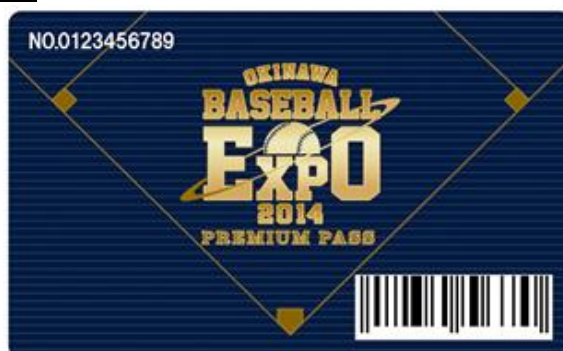 NO.0123456789
OKINAWA
BASEBALL
EXPO
2014
PREMIUM PASS